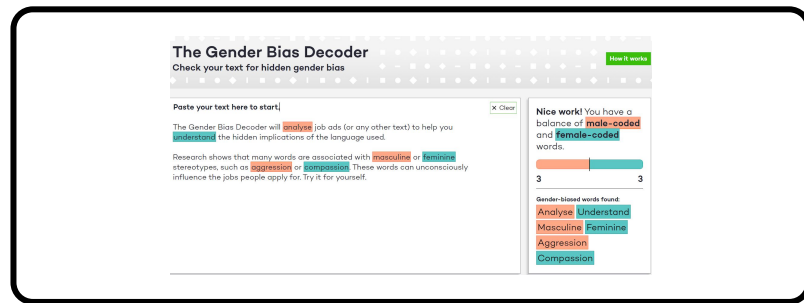 The Gender Bias Decoder
Check your text for hidden gender bias
How it works
Paste your text here to start.
× Clear
The Gender Bias Decoder will analyse job ads (or any other text) to help you
understand the hidden implications of the language used.
Research shows that many words are associated with masculine or feminine
stereotypes, such as aggression or compassion. These words can unconsciously
influence the jobs people apply for. Try it for yourself.
Nice work! You have a
balance of male-coded
and female-coded
words.
3 3
Gender-biased words found:
Analyse Understand
Masculine Feminine
Aggression
Compassion